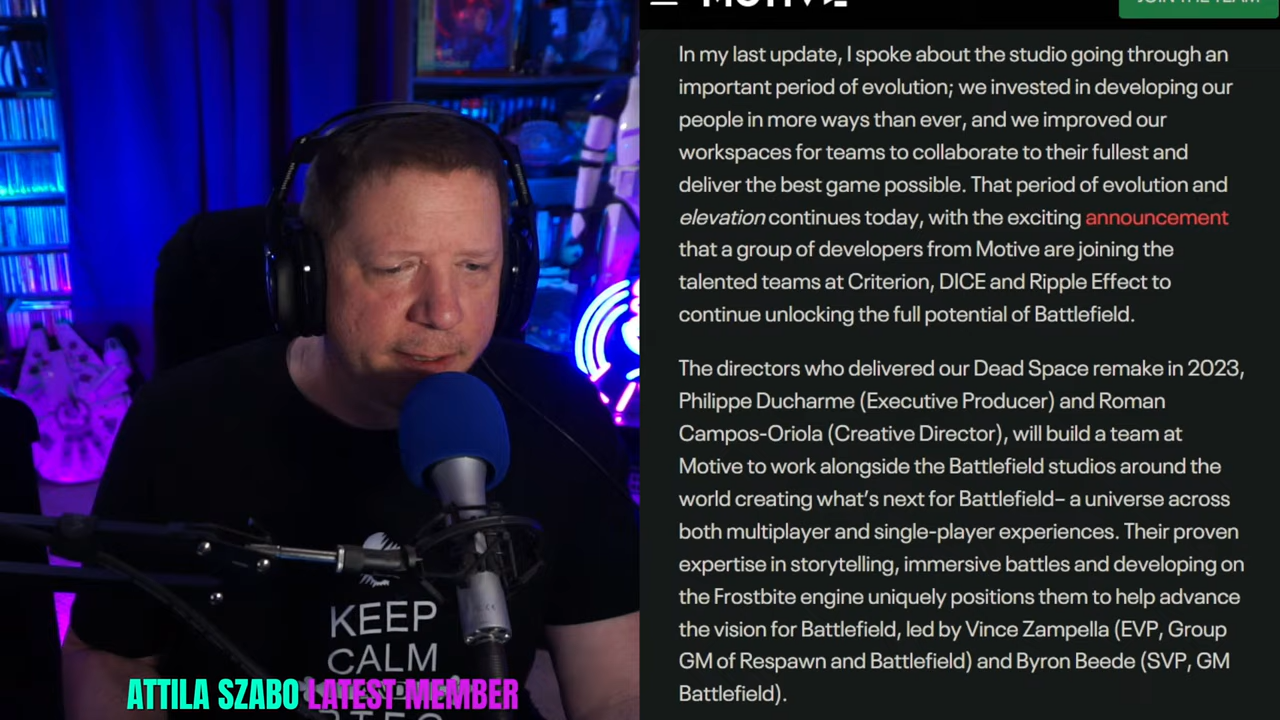 MOTIVE
JOIN THE TEAM
In my last update, I spoke about the studio going through an
important period of evolution; we invested in developing our
people in more ways than ever, and we improved our
workspaces for teams to collaborate to their fullest and
deliver the best game possible. That period of evolution and
elevation continues today, with the exciting announcement
that a group of developers from Motive are joining the
talented teams at Criterion, DICE and Ripple Effect to
continue unlocking the full potential of Battlefield.
The directors who delivered our Dead Space remake in 2023,
Philippe Ducharme (Executive Producer) and Roman
Campos-Oriola (Creative Director), will build a team at
Motive to work alongside the Battlefield studios around the
world creating what's next for Battlefield– a universe across
both multiplayer and single-player experiences. Their proven
expertise in storytelling, immersive battles and developing on
the Frostbite engine uniquely positions them to help advance
the vision for Battlefield, led by Vince Zampella (EVP, Group
GM of Respawn and Battlefield) and Byron Beede (SVP, GM
Battlefield).
KEEP
CALM
ATTILA SZABO LATEST MEMBER